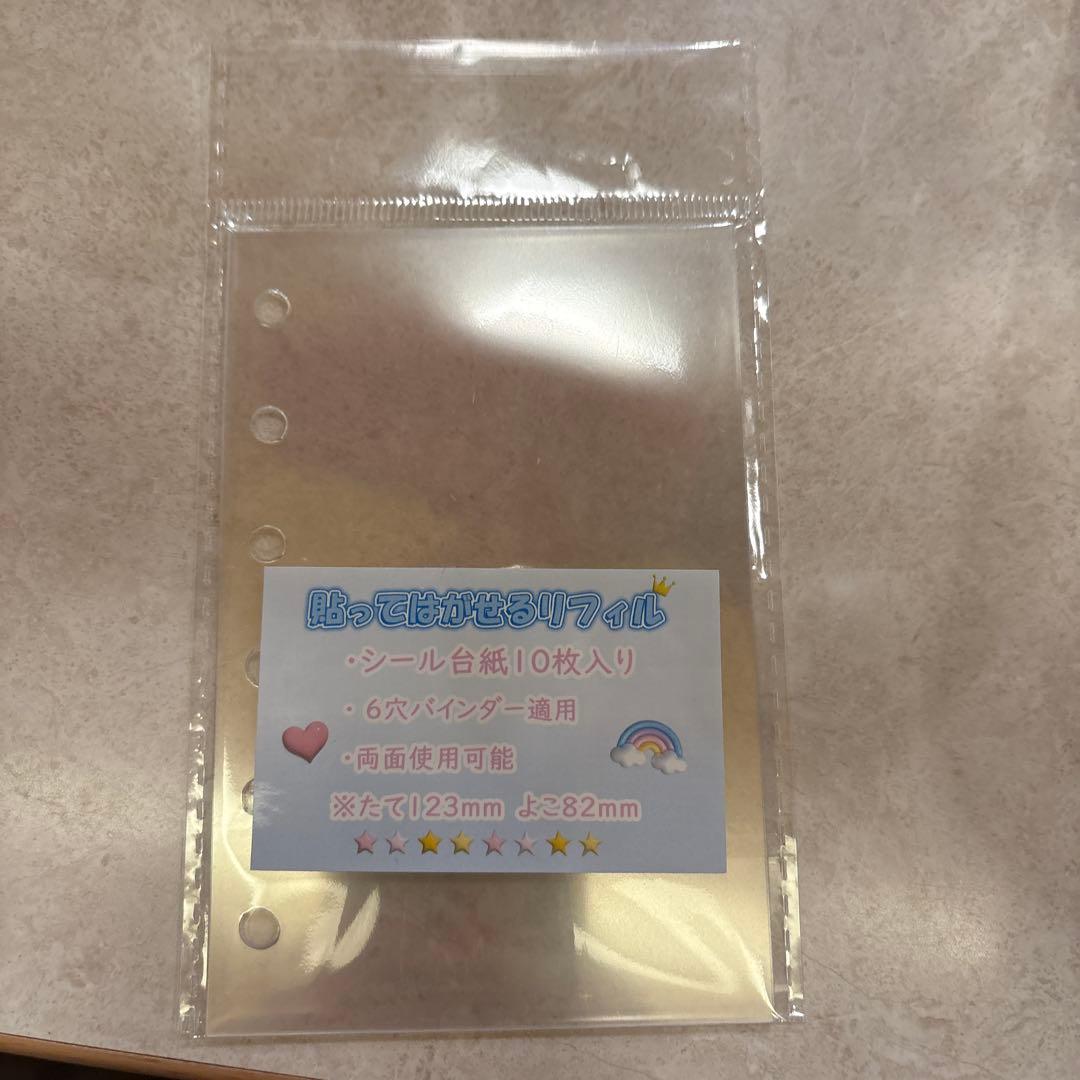 貼ってはがせるリフィル
・シール台紙10枚入り
・6穴バインダー適用
・両面使用可能
※たて123mm よこ82mm